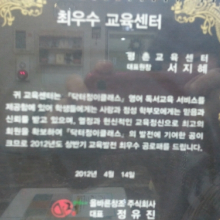 최우수 교육센터
평촌교육센터
대표원장 서지혜
귀 교육센터는 『닥터정이클래스』 영어 독서교육 서비스를
제공함에 있어 학생들에게는 사랑과 정성 학부모에게는 믿음과
신뢰를 받고 있으며, 열정과 헌신적인 교육정신으로 최고의
회원을 확보하여 『닥터정이클래스』의 발전에 기여한 공이
크므로 2012년도 상반기 교육발전 최우수 공로패를 드립니다.
2012년 4월 14일
올바른창조 주식회사
대표 정유진